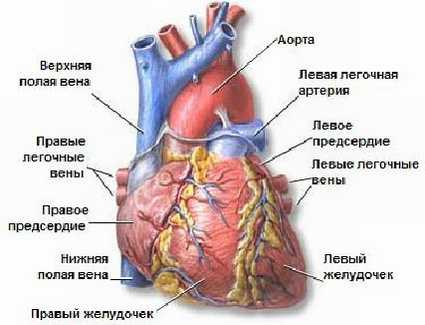 Верхняя
полая вена
Правые
легочные
вены
Правое
предсердие
Нижняя
полая вена
Правый желудочек
Аорта
Левая легочная
артерия
Левое
предсердие
Левые легочные
вены
Левый
желудочек